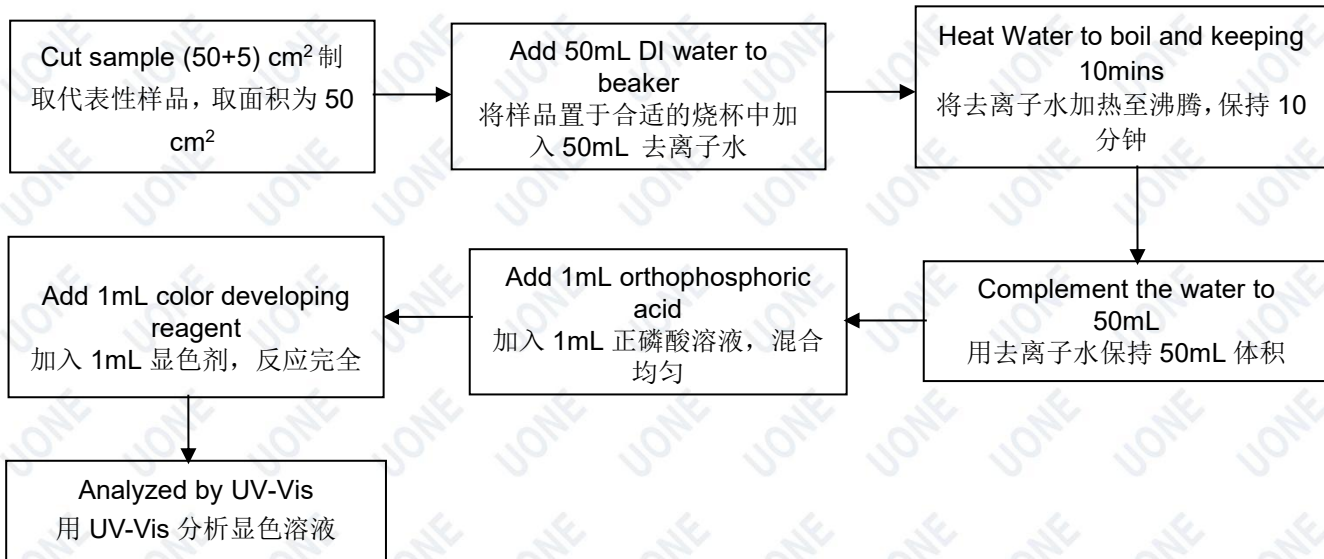 Cut sample (50+5) cm² 制
取代表性样品，取面积为 50
cm²
Add 50mL DI water to
beaker
将样品置于合适的烧杯中加
入 50mL 去离子水
Heat Water to boil and keeping
10mins
将去离子水加热至沸腾，保持 10
分钟
Complement the water to
50mL
用去离子水保持 50mL 体积
Add 1mL orthophosphoric
acid
加入 1mL 正磷酸溶液，混合
均匀
Add 1mL color developing
reagent
加入 1mL 显色剂，反应完全
Analyzed by UV-Vis
用 UV-Vis 分析显色溶液
UONE